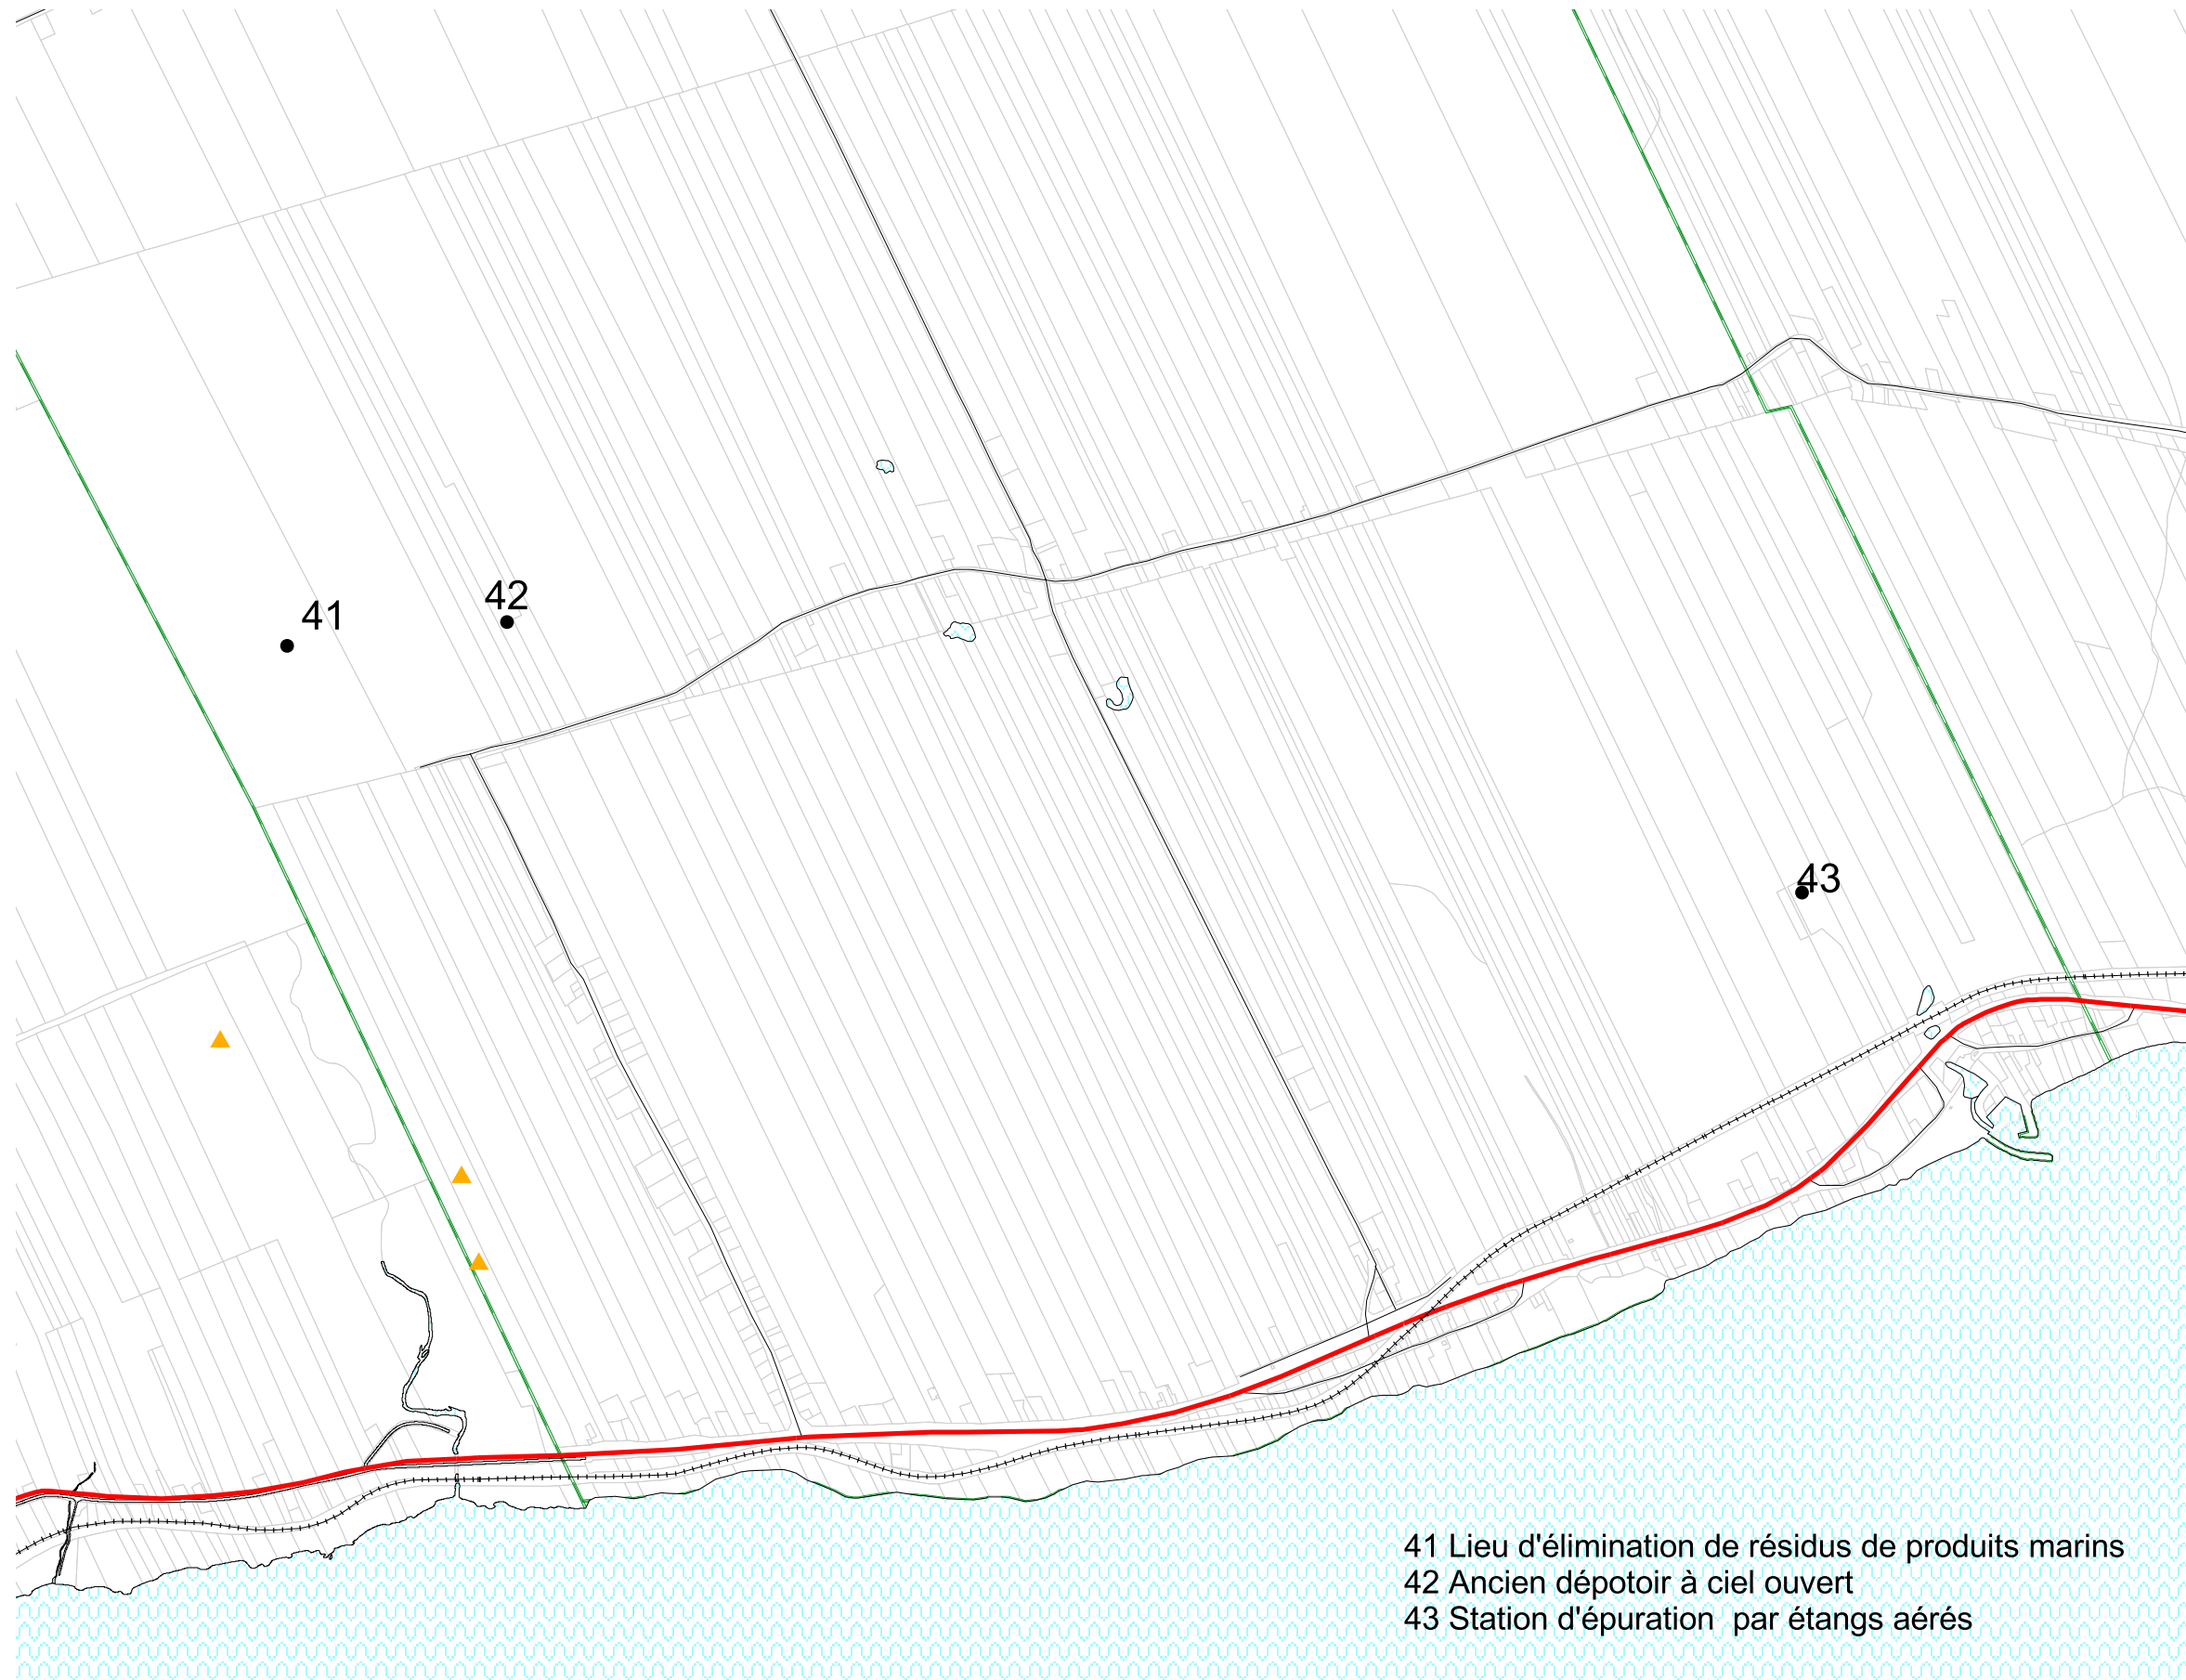 42
41
43
41 Lieu d'élimination de résidus de produits marins
42 Ancien dépotoir à ciel ouvert
43 Station d'épuration  par étangs aérés